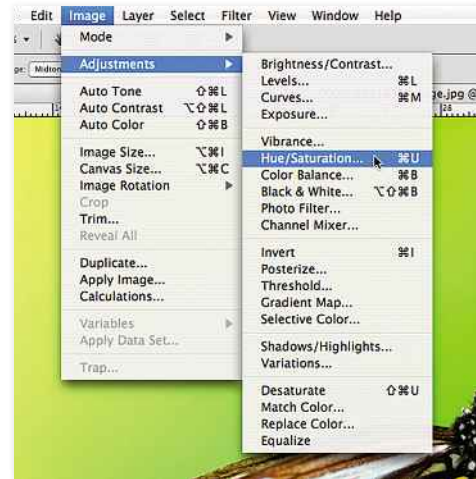 Edit Image Layer Select Filter View Window Help
Mode
Adjustments
Auto Tone ⇧⌘L
Auto Contrast ⌥⇧⌘L
Auto Color ⇧⌘B
Image Size... ⌥⌘I
Canvas Size... ⌥⌘C
Image Rotation
Crop
Trim...
Reveal All
Duplicate...
Apply Image...
Calculations...
Variables
Apply Data Set...
Trap...
Brightness/Contrast...
Levels... ⌘L
Curves... ⌘M
Exposure...
Vibrance...
Hue/Saturation... ⌘U
Color Balance... ⌘B
Black & White... ⌥⇧⌘B
Photo Filter...
Channel Mixer...
Invert ⌘I
Posterize...
Threshold...
Gradient Map...
Selective Color...
Shadows/Highlights...
Variations...
Desaturate ⇧⌘U
Match Color...
Replace Color...
Equalize
ge.jpg @